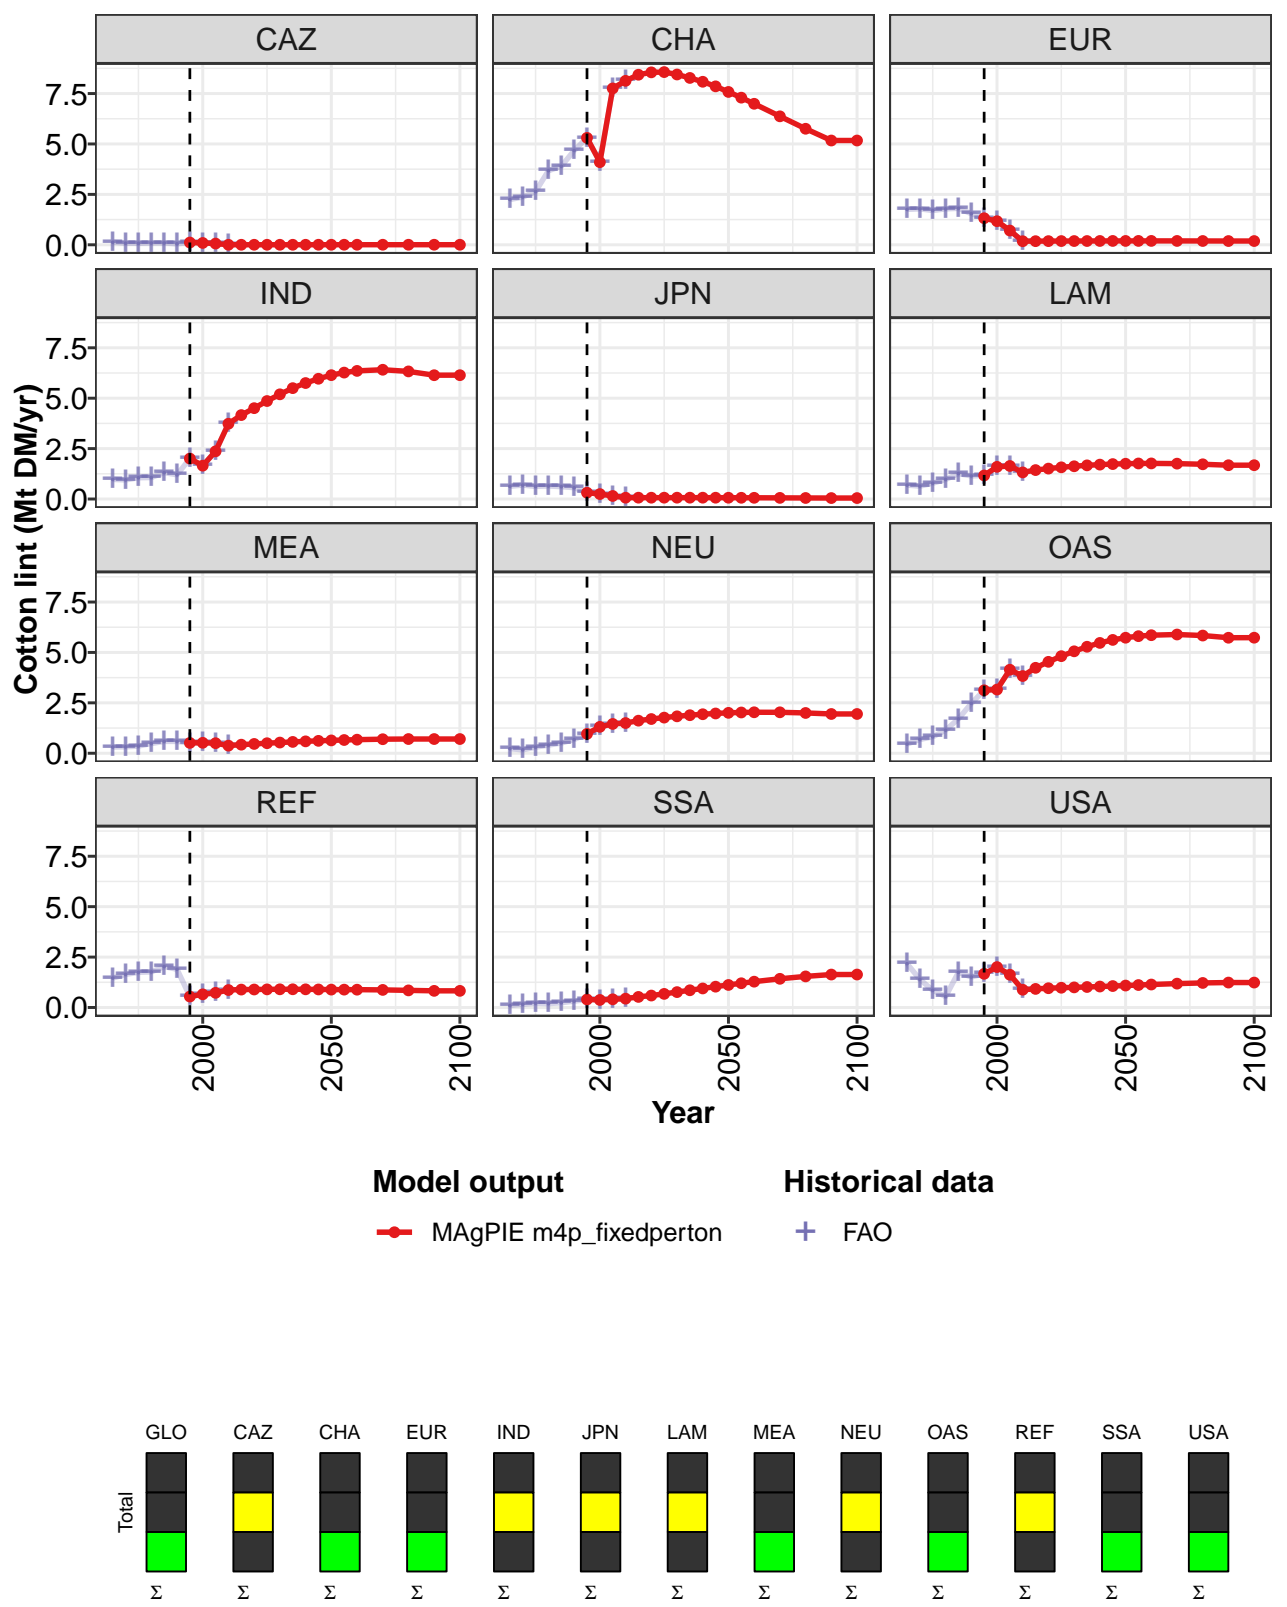 CAZ CHA EUR
7.5
5.0
2.5
0.0
IND JPN LAM
7.5
5.0
2.5
0.0
MEA NEU OAS
7.5
5.0
2.5
0.0
REF SSA USA
7.5
5.0
2.5
0.0
Cotton lint (Mt DM/yr)
2000 2050 2100 2000 2050 2100 2000 2050 2100
Year
Model output Historical data
MAgPIE m4p_fixedperton FAO
GLO CAZ CHA EUR IND JPN LAM MEA NEU OAS REF SSA USA
Total
Σ Σ Σ Σ Σ Σ Σ Σ Σ Σ Σ Σ Σ